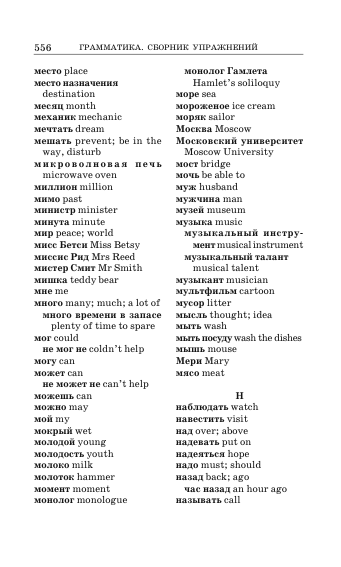 556 ГРАММАТИКА. СБОРНИК УПРАЖНЕНИЙ
место place
место назначения
destination
месяц month
механик mechanic
мечтать dream
мешать prevent; be in the
way, disturb
микроволновая печь
microwave oven
миллион million
мимо past
министр minister
минута minute
мир peace; world
мисс Бетси Miss Betsy
миссис Рид Mrs Reed
мистер Смит Mr Smith
мишка teddy bear
мне me
много many; much; a lot of
много времени в запасе
plenty of time to spare
мог could
не мог не coldn't help
могу can
может can
не может не can't help
можешь can
можно may
мой my
мокрый wet
молодой young
молодость youth
молоко milk
молоток hammer
момент moment
монолог monologue
монолог Гамлета
Hamlet's soliloquy
море sea
мороженое ice cream
моряк sailor
Москва Moscow
Московский университет
Moscow University
мост bridge
мочь be able to
муж husband
мужчина man
музей museum
музыка music
музыкальный инстру-
мент musical instrument
музыкальный талант
musical talent
музыкант musician
мультфильм cartoon
мусор litter
мысль thought; idea
мыть wash
мыть посуду wash the dishes
мышь mouse
Мери Mary
мясо meat
Н
наблюдать watch
навестить visit
над over; above
надевать put on
надеяться hope
надо must; should
назад back; ago
час назад an hour ago
называть call